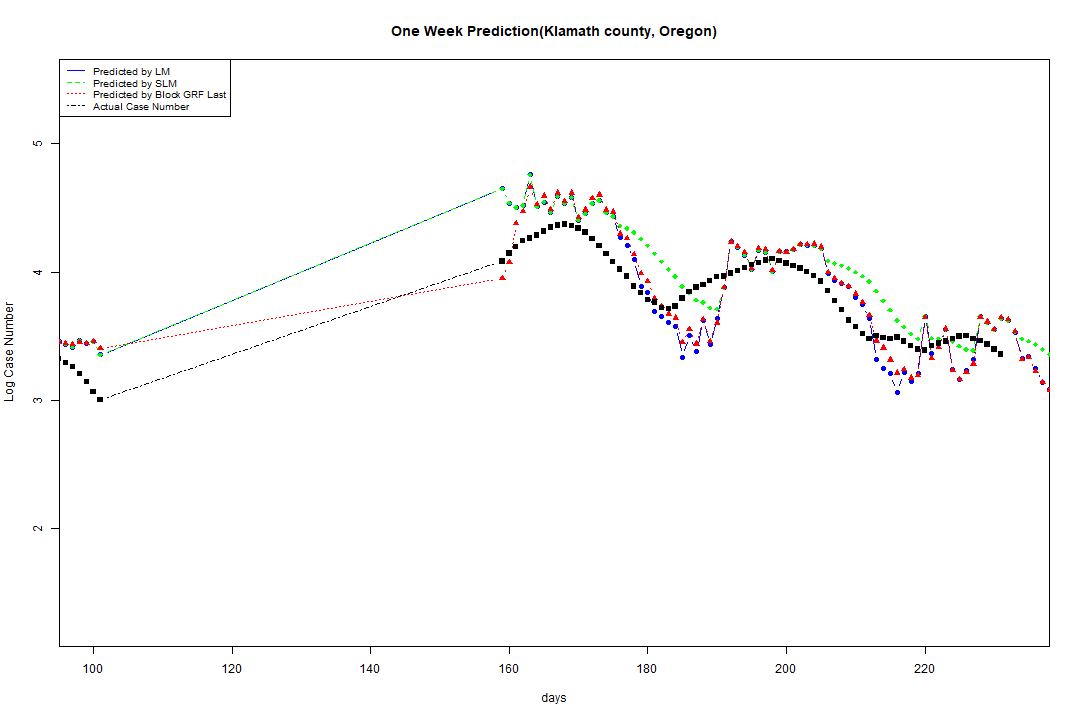 One Week Prediction(Klamath county, Oregon)
Predicted by LM
Predicted by SLM
Predicted by Block GRF Last
Actual Case Number
5
4
3
2
Log Case Number
100 120 140 160 180 200 220
days